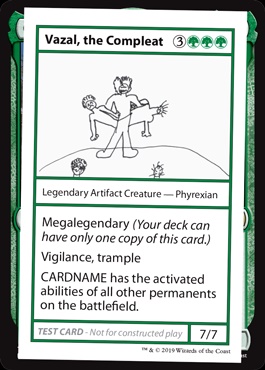 Vazal, the Compleat 3
Legendary Artifact Creature — Phyrexian
Megalegendary (Your deck can
have only one copy of this card.)
Vigilance, trample
CARDNAME has the activated
abilities of all other permanents
on the battlefield.
TEST CARD - Not for constructed play
7/7
™ & © 2019 Wizards of the Coast